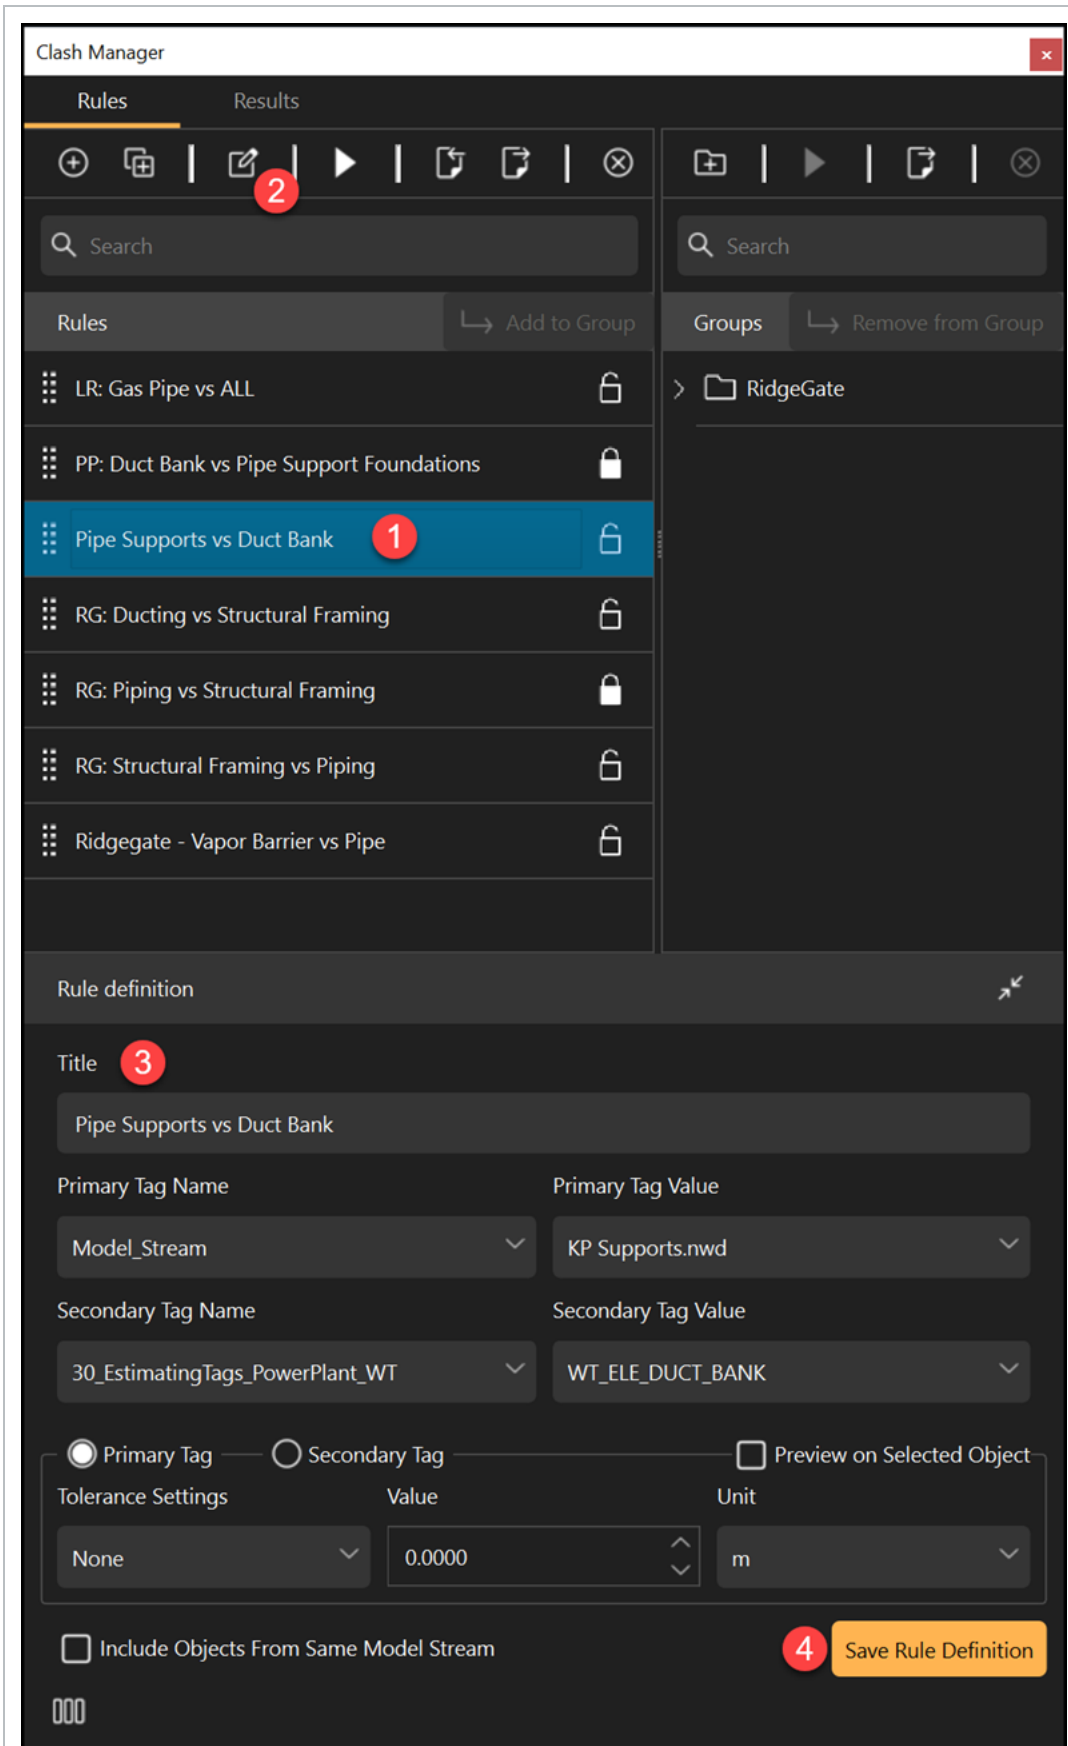 Clash Manager
×
Rules Results
2
Search
Search
Rules Add to Group
Groups Remove from Group
LR: Gas Pipe vs ALL
RidgeGate
PP: Duct Bank vs Pipe Support Foundations
Pipe Supports vs Duct Bank 1
RG: Ducting vs Structural Framing
RG: Piping vs Structural Framing
RG: Structural Framing vs Piping
Ridgegate - Vapor Barrier vs Pipe
Rule definition
Title 3
Pipe Supports vs Duct Bank
Primary Tag Name Primary Tag Value
Model_Stream KP Supports.nwd
Secondary Tag Name Secondary Tag Value
30_EstimatingTags_PowerPlant_WT WT_ELE_DUCT_BANK
Primary Tag Secondary Tag Preview on Selected Object
Tolerance Settings Value Unit
None 0.0000 m
Include Objects From Same Model Stream 4 Save Rule Definition